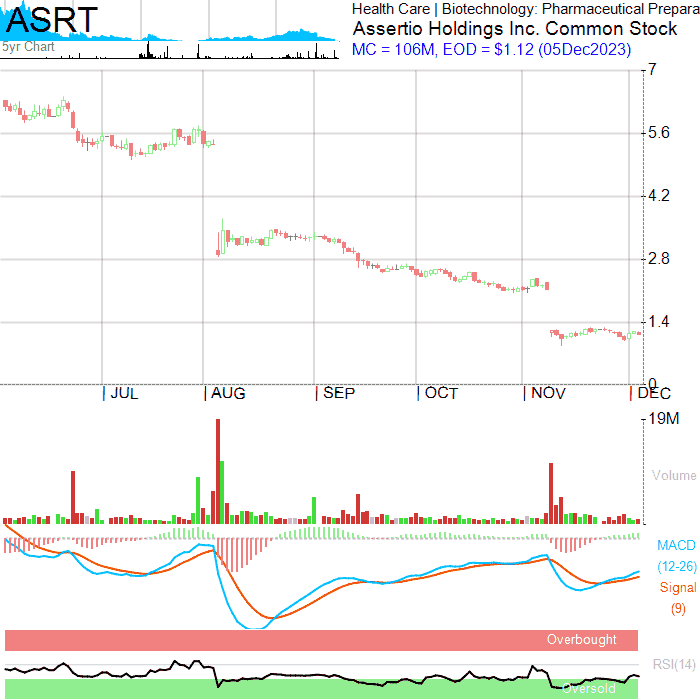 ASRT
5yr Chart
Health Care | Biotechnology: Pharmaceutical Prepara
Assertio Holdings Inc. Common Stock
MC = 106M, EOD = $1.12 (05Dec2023)
7
5.6
4.2
2.8
1.4
0
| JUL | AUG | SEP | OCT | NOV | DEC
19M
Volume
MACD
(12-26)
Signal
(9)
Overbought
RSI(14)
Oversold